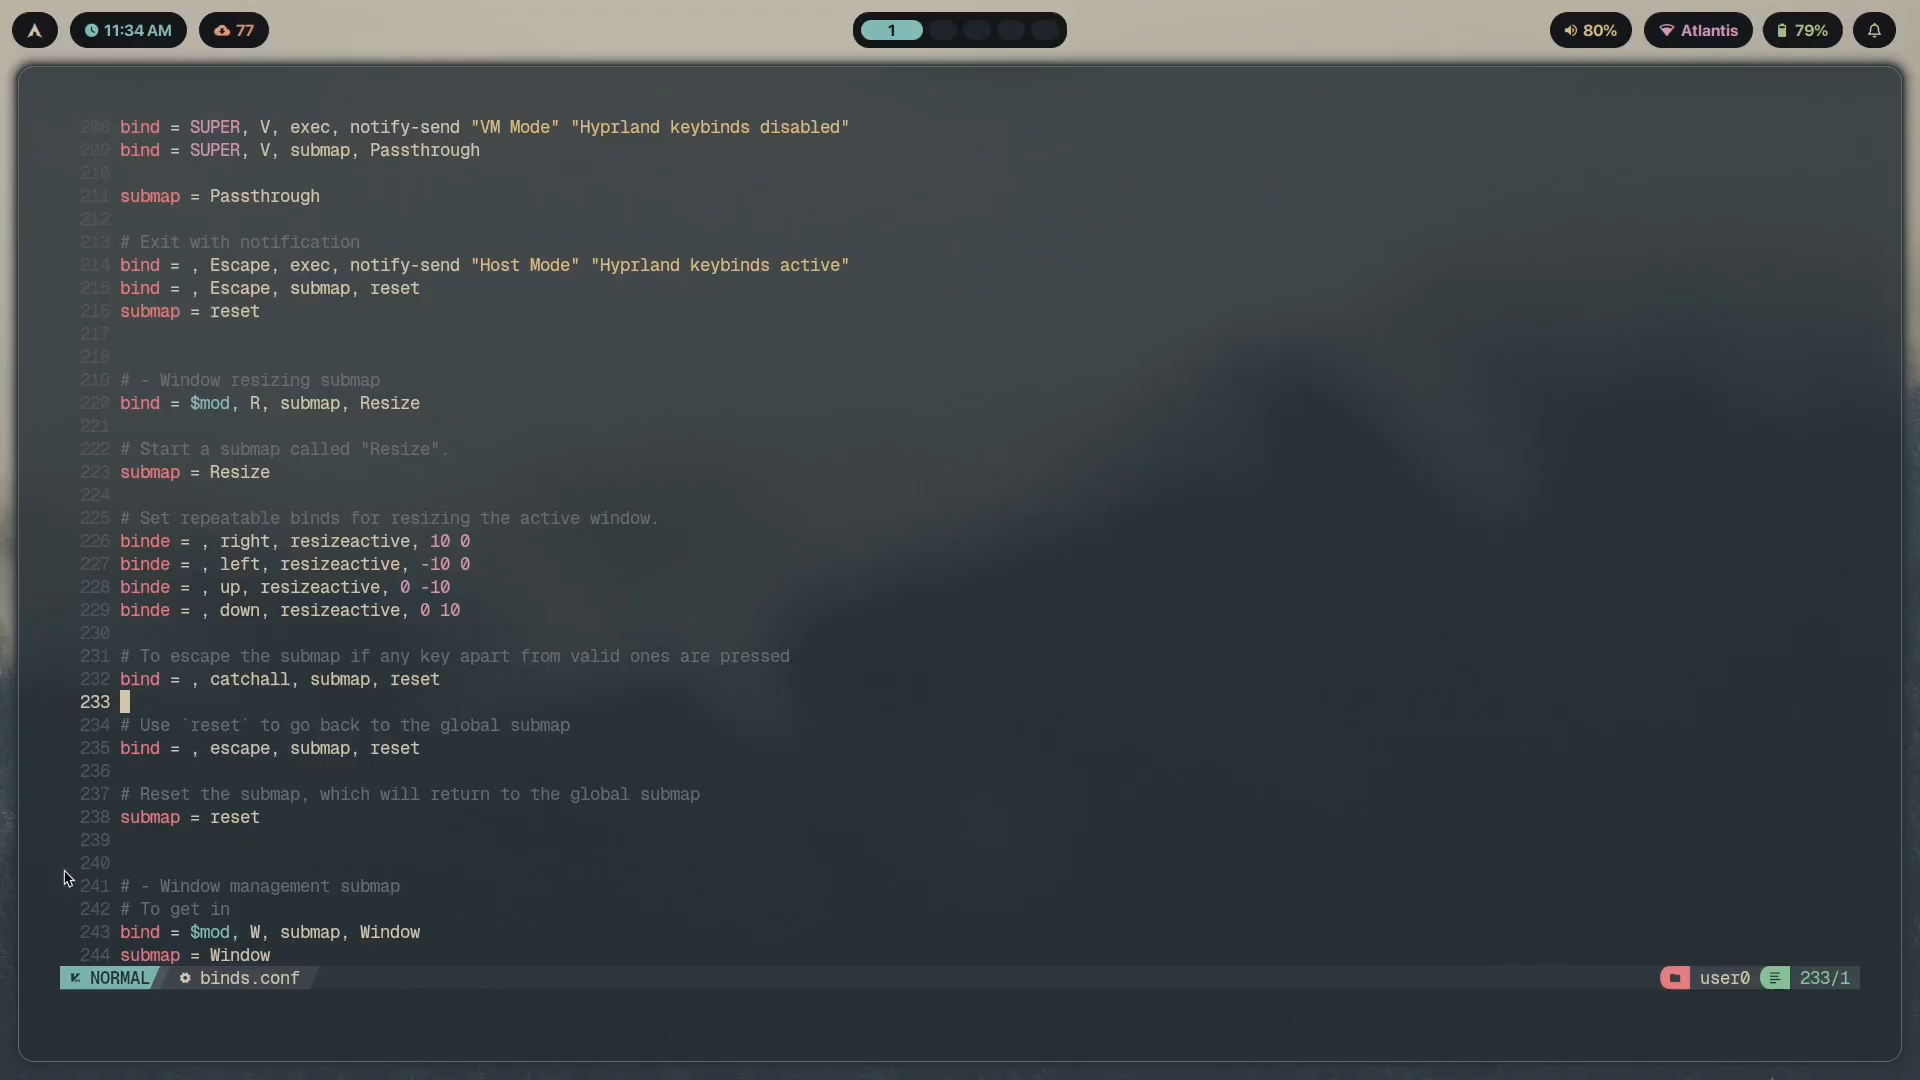 11:34 AM
77
1
80%
Atlantis
79%
208 bind = SUPER, V, exec, notify-send "VM Mode" "Hyprland keybinds disabled"
209 bind = SUPER, V, submap, Passthrough
210
211 submap = Passthrough
212
213 # Exit with notification
214 bind = , Escape, exec, notify-send "Host Mode" "Hyprland keybinds active"
215 bind = , Escape, submap, reset
216 submap = reset
217
218
219 # - Window resizing submap
220 bind = $mod, R, submap, Resize
221
222 # Start a submap called "Resize".
223 submap = Resize
224
225 # Set repeatable binds for resizing the active window.
226 binde = , right, resizeactive, 10 0
227 binde = , left, resizeactive, -10 0
228 binde = , up, resizeactive, 0 -10
229 binde = , down, resizeactive, 0 10
230
231 # To escape the submap if any key apart from valid ones are pressed
232 bind = , catchall, submap, reset
233
234 # Use `reset` to go back to the global submap
235 bind = , escape, submap, reset
236
237 # Reset the submap, which will return to the global submap
238 submap = reset
239
240
241 # - Window management submap
242 # To get in
243 bind = $mod, W, submap, Window
244 submap = Window
NORMAL binds.conf user0 233/1